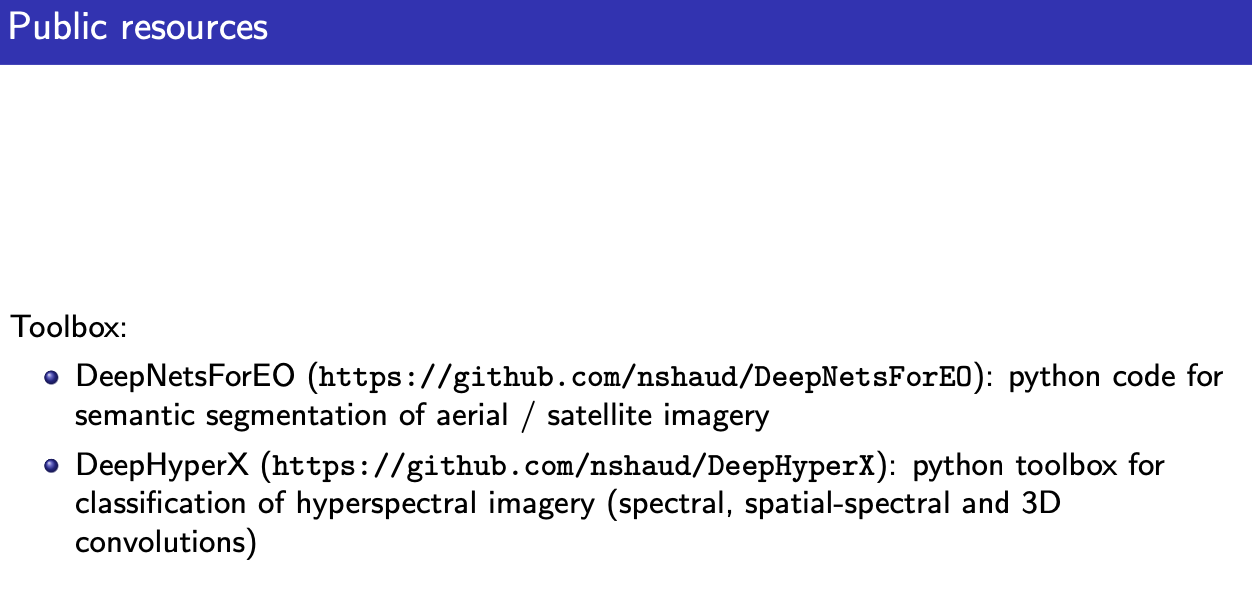 Public resources
Toolbox:
DeepNetsForEO (https://github.com/nshaud/DeepNetsForEO): python code for
semantic segmentation of aerial / satellite imagery
DeepHyperX (https://github.com/nshaud/DeepHyperX): python toolbox for
classification of hyperspectral imagery (spectral, spatial-spectral and 3D
convolutions)